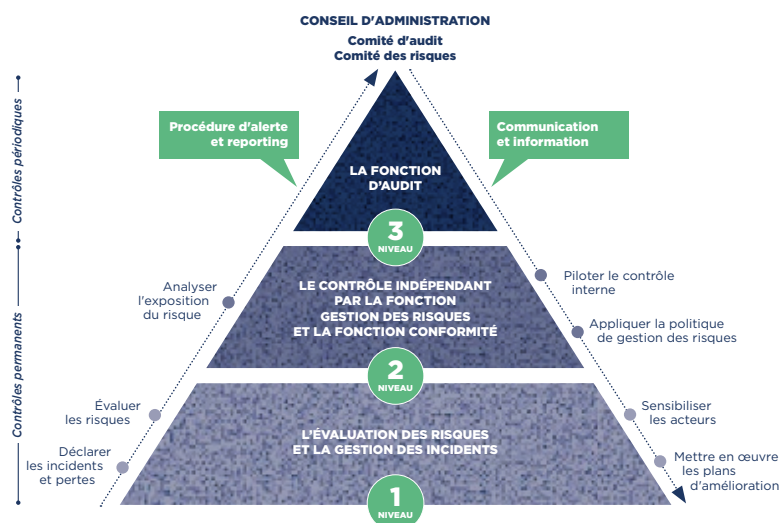 CONSEIL D'ADMINISTRATION
Comité d'audit
Comité des risques
Contrôles périodiques
Procédure d'alerte
et reporting
Communication
et information
LA FONCTION
D'AUDIT
3
NIVEAU
Contrôles permanents
Analyser
l'exposition
du risque
LE CONTRÔLE INDÉPENDANT
PAR LA FONCTION
GESTION DES RISQUES
ET LA FONCTION CONFORMITÉ
Piloter le contrôle
interne
Appliquer la politique
de gestion des risques
2
NIVEAU
Évaluer
les risques
Déclarer
les incidents
et pertes
L'ÉVALUATION DES RISQUES
ET LA GESTION DES INCIDENTS
Sensibiliser
les acteurs
Mettre en œuvre
les plans
d'amélioration
1
NIVEAU